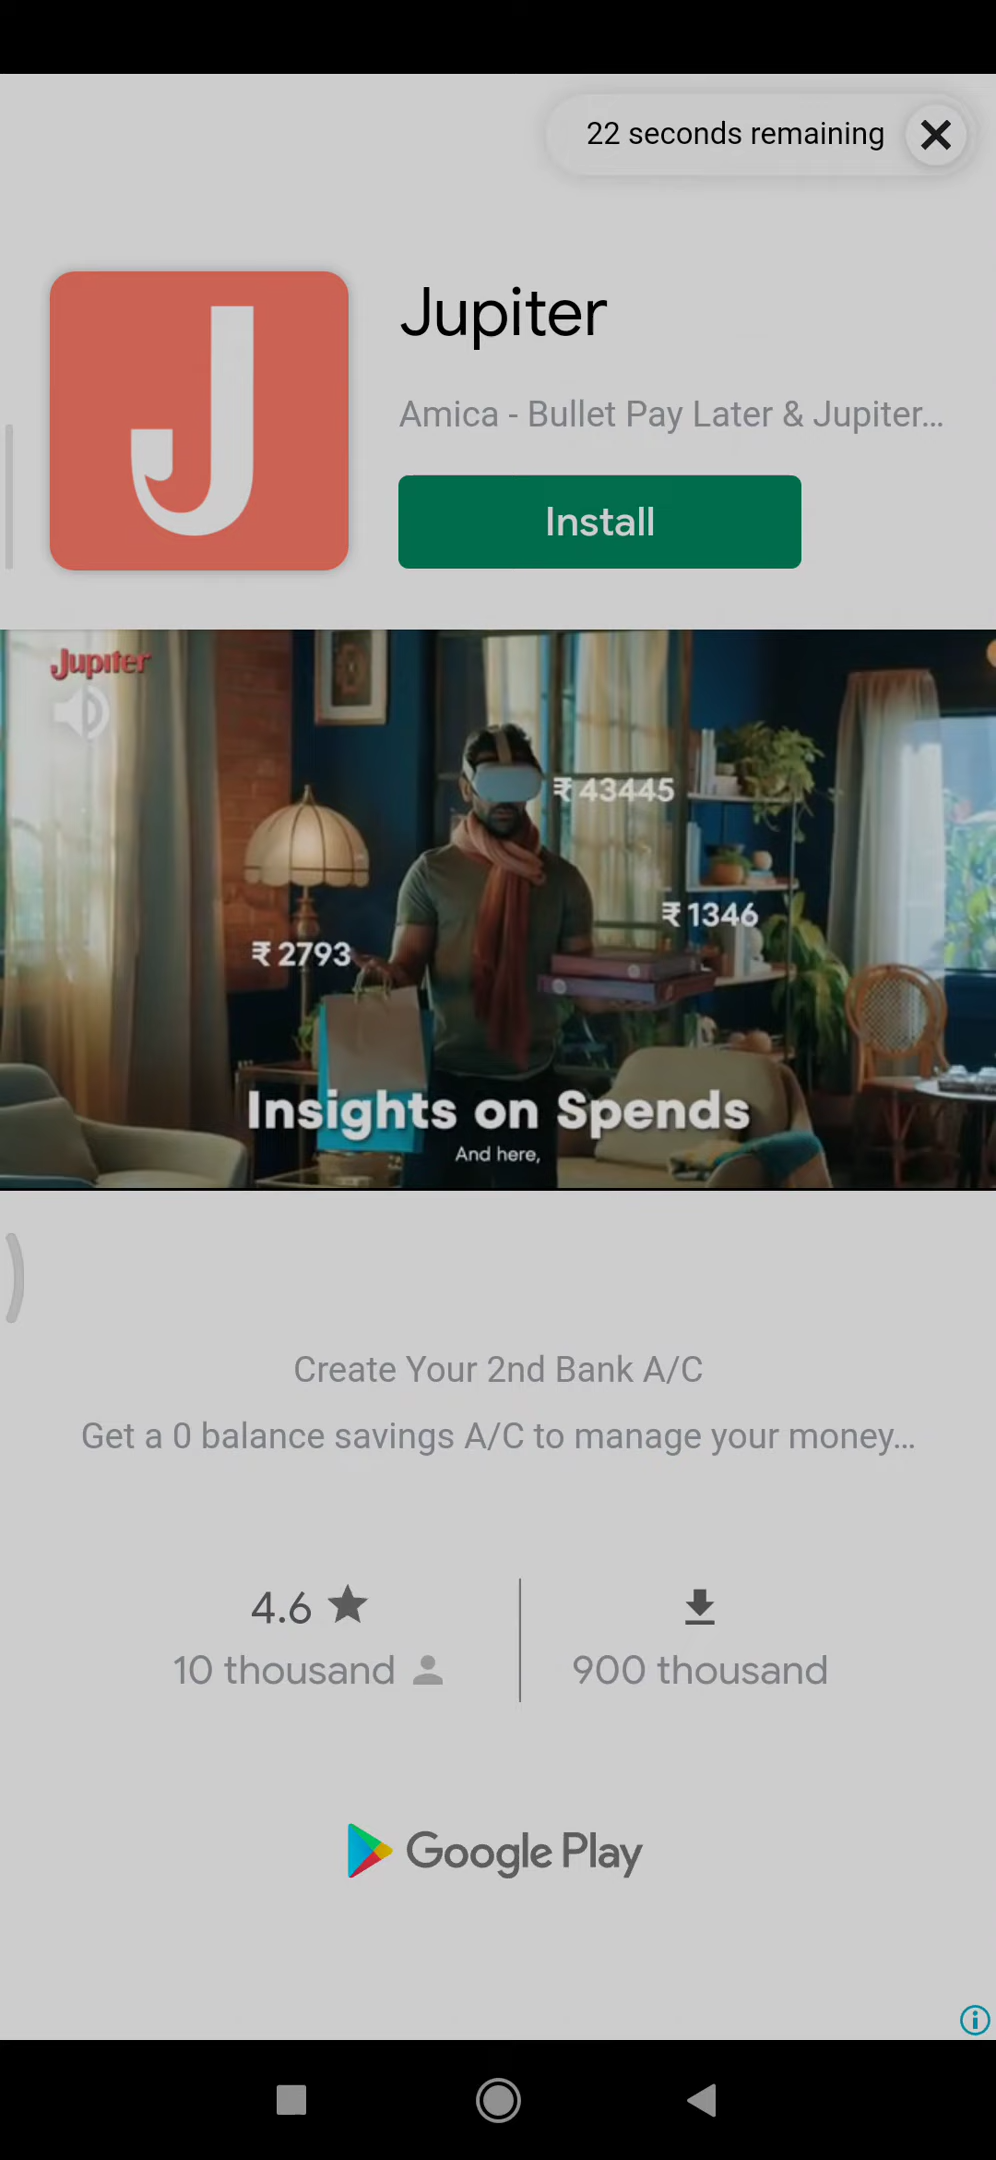 22 seconds remaining
Jupiter
Amica - Bullet Pay Later & Jupiter...
Install
Jupiter
₹ 43445
₹ 1346
₹ 2793
Insights on Spends
And here,
Create Your 2nd Bank A/C
Get a 0 balance savings A/C to manage your money...
4.6
10 thousand
900 thousand
Google Play